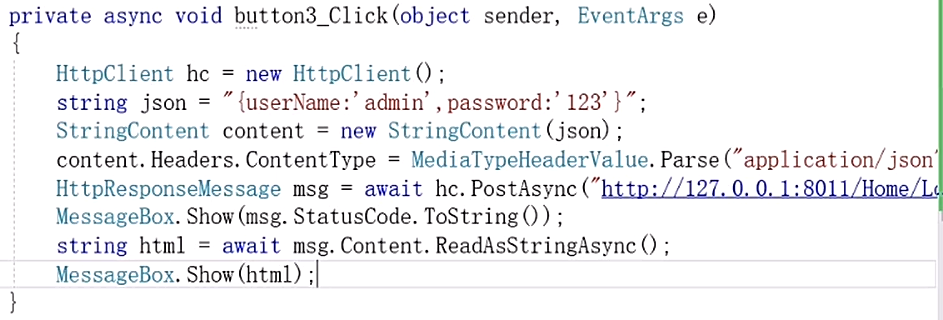 private async void button3_Click(object sender, EventArgs e)
{
HttpClient hc = new HttpClient();
string json = "{userName:'admin',password:'123'}";
StringContent content = new StringContent(json);
content.Headers.ContentType = MediaTypeHeaderValue.Parse("application/json"
HttpResponseMessage msg = await hc.PostAsync("http://127.0.0.1:8011/Home/Lo
MessageBox.Show(msg.StatusCode.ToString());
string html = await msg.Content.ReadAsStringAsync();
MessageBox.Show(html);
}